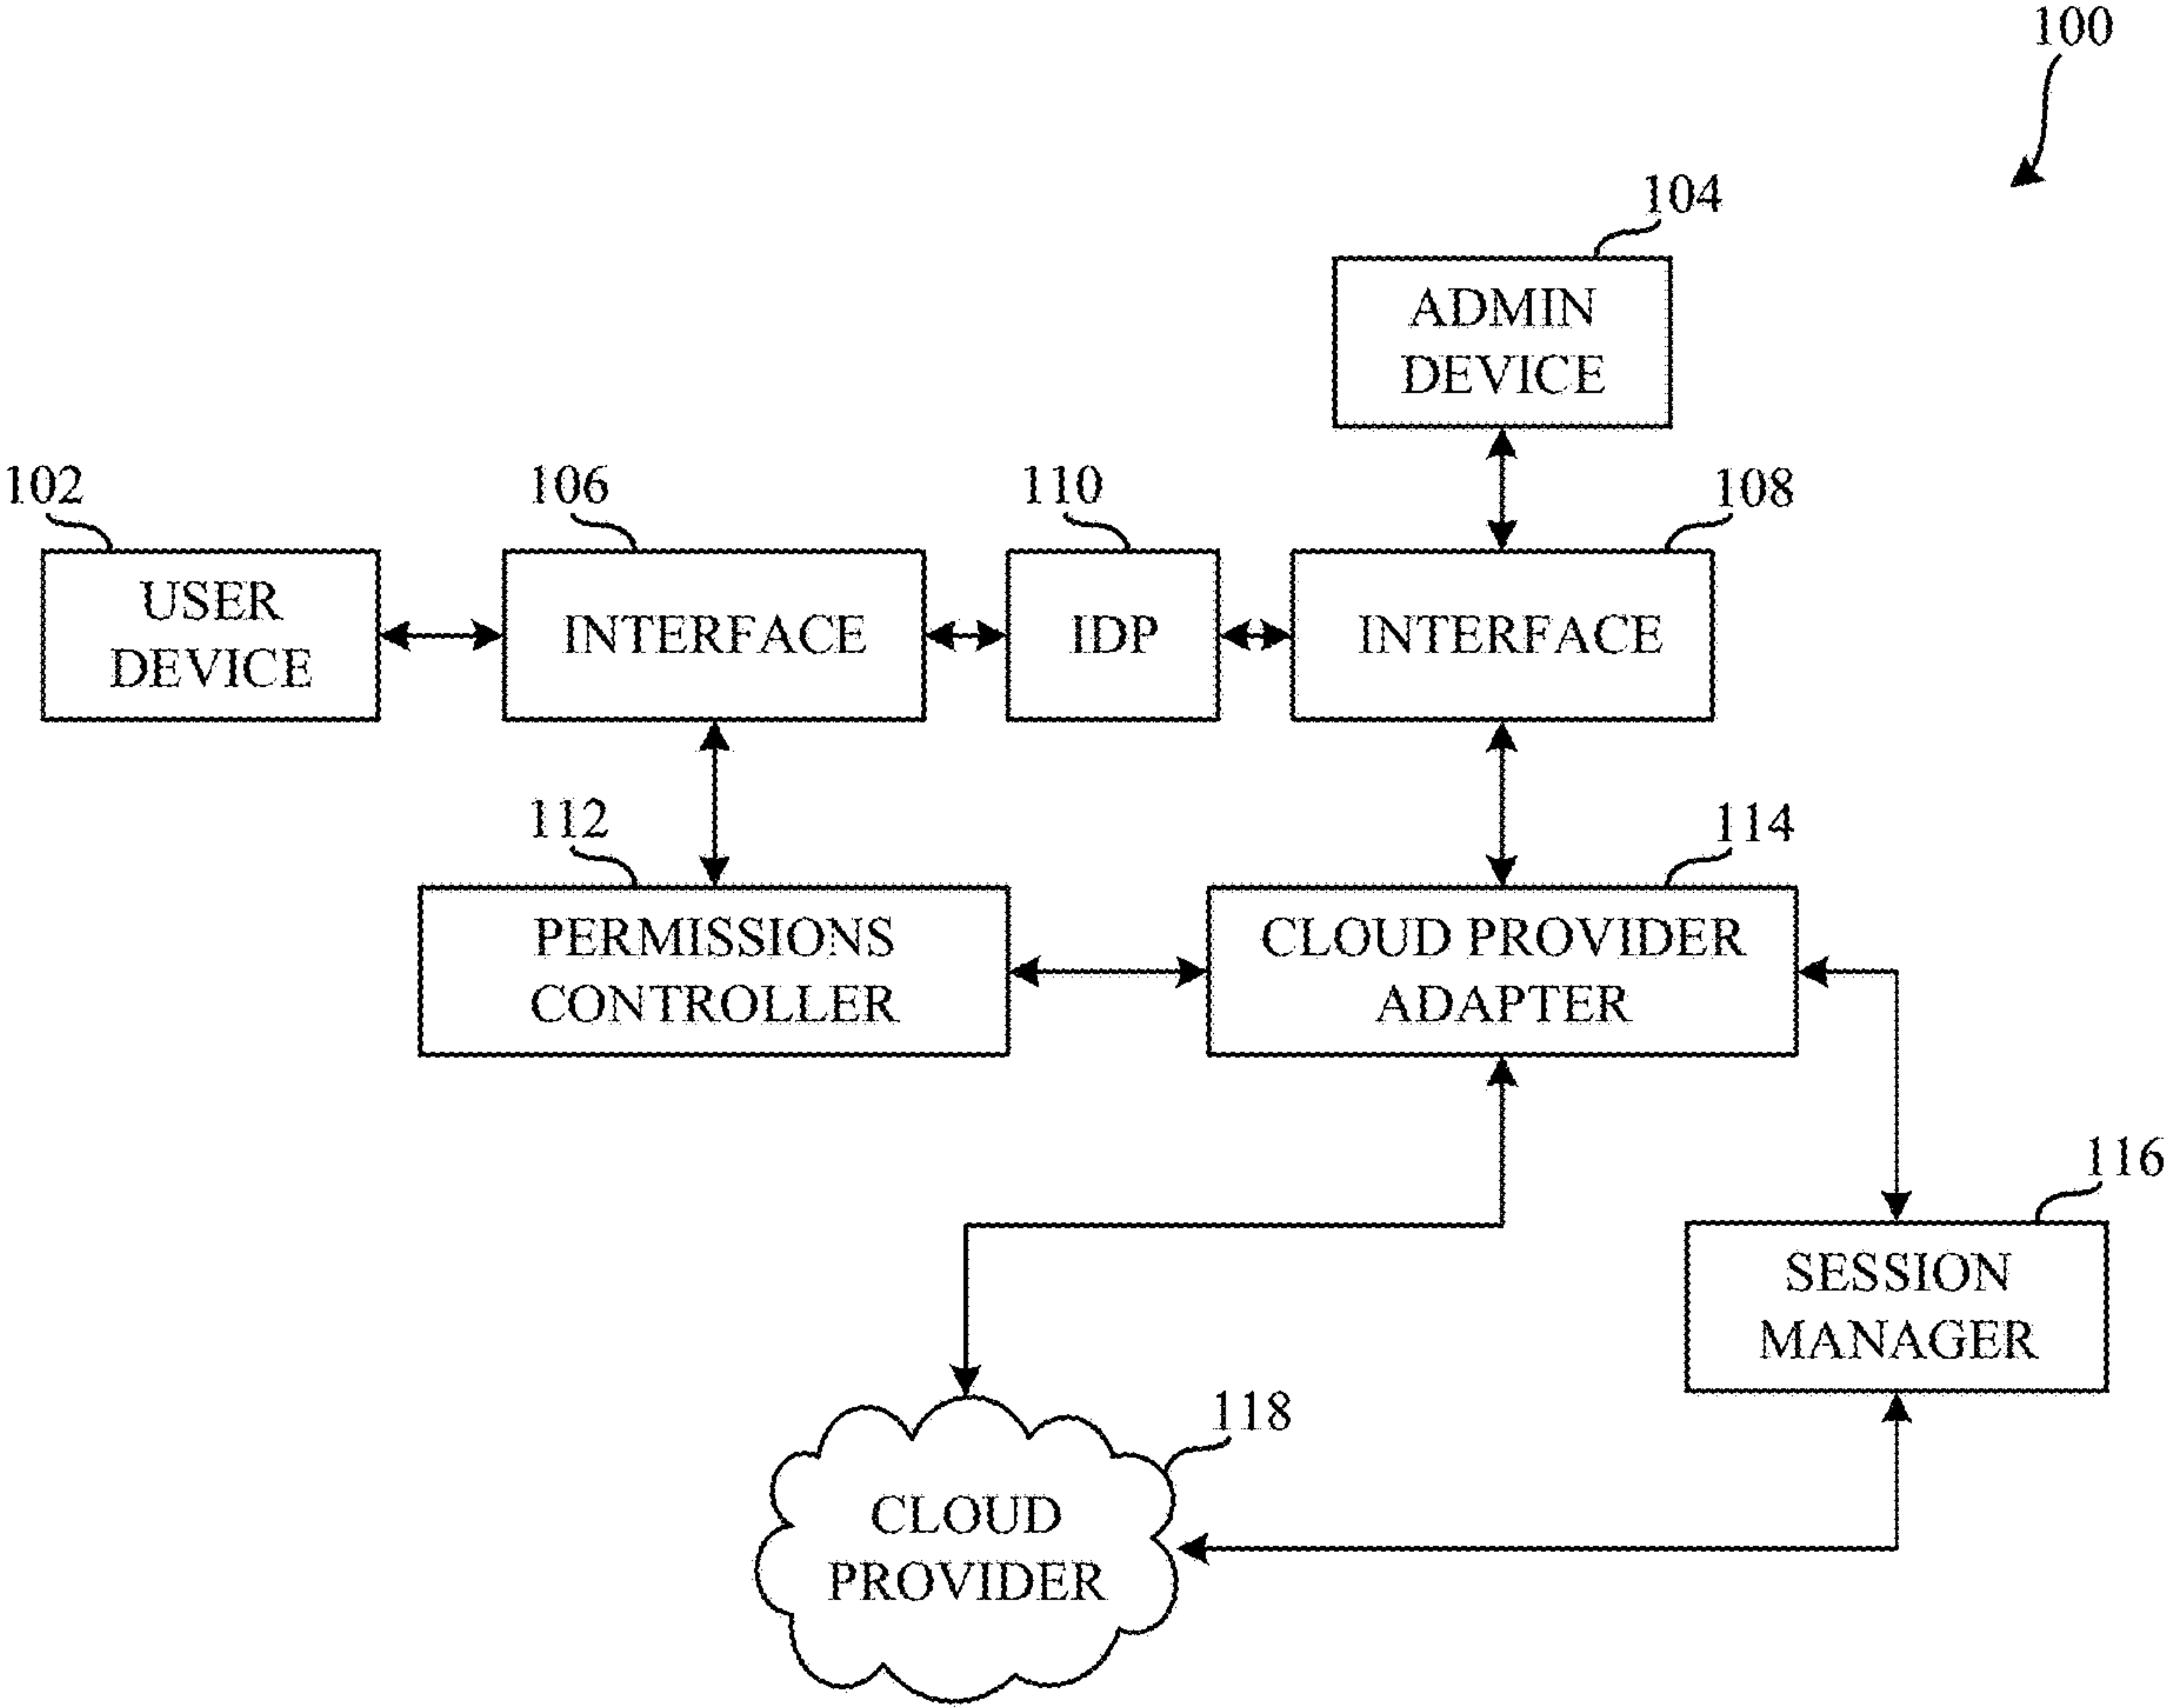 100
104
ADMIN
DEVICE
102
106
110
108
USER
DEVICE
INTERFACE
IDP
INTERFACE
112
114
PERMISSIONS
CONTROLLER
CLOUD PROVIDER
ADAPTER
116
SESSION
MANAGER
118
CLOUD
PROVIDER